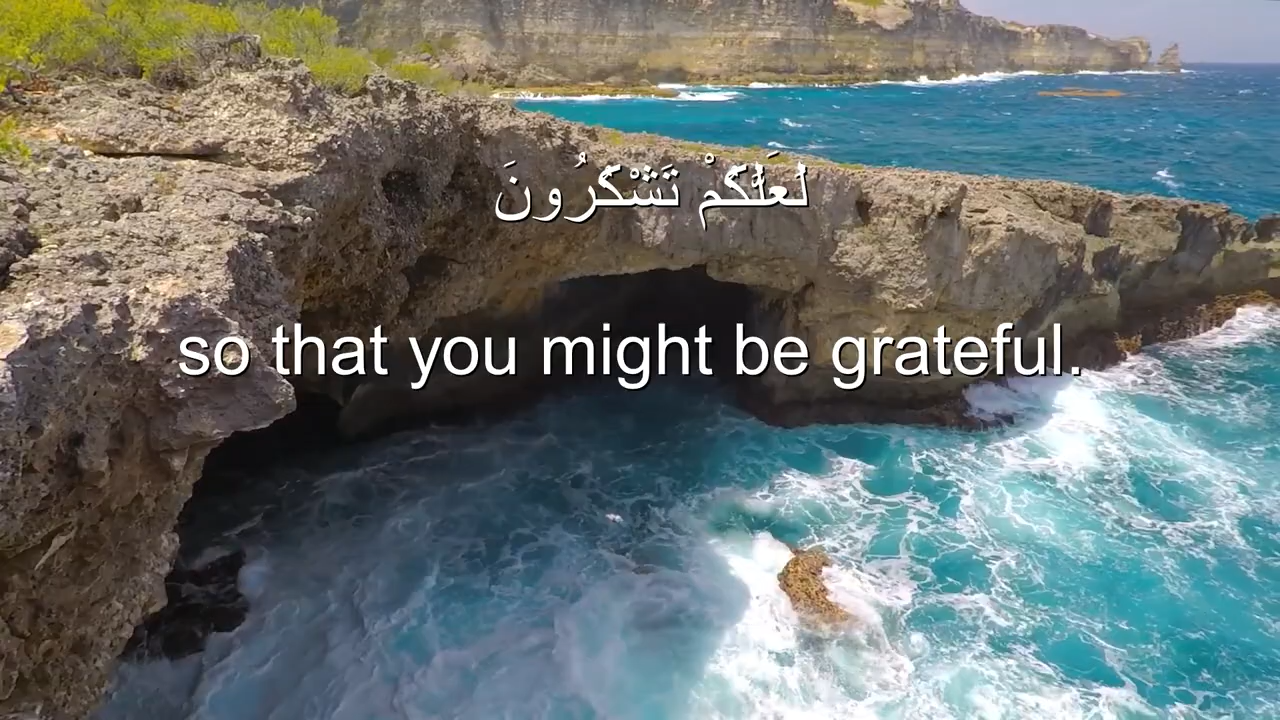 لَعَلَّكُمْ تَشْكُرُونَ
so that you might be grateful.